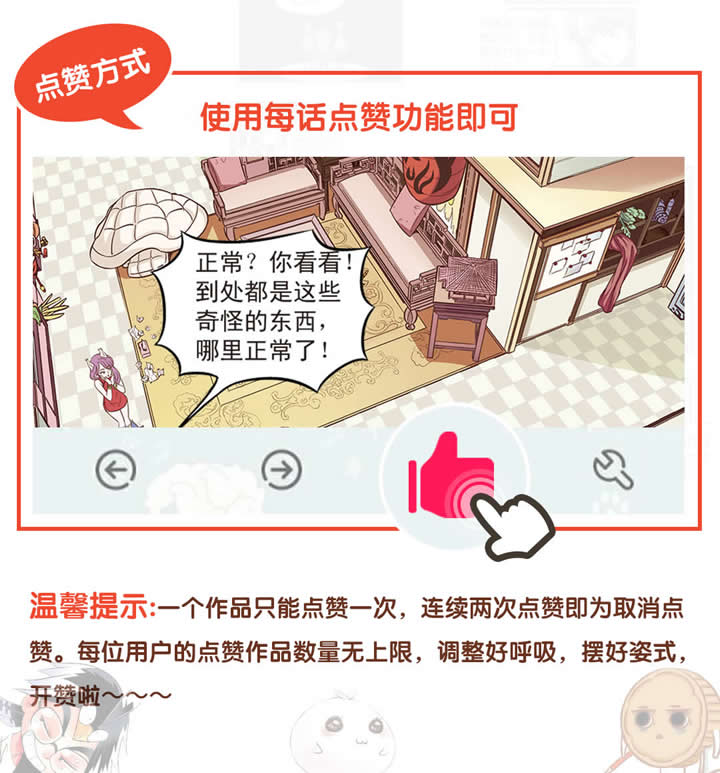 点赞方式
使用每话点赞功能即可
正常？你看看！
到处都是这些
奇怪的东西，
哪里正常了！
温馨提示:一个作品只能点赞一次，连续两次点赞即为取消点
赞。每位用户的点赞作品数量无上限，调整好呼吸，摆好姿式，
开赞啦～～～